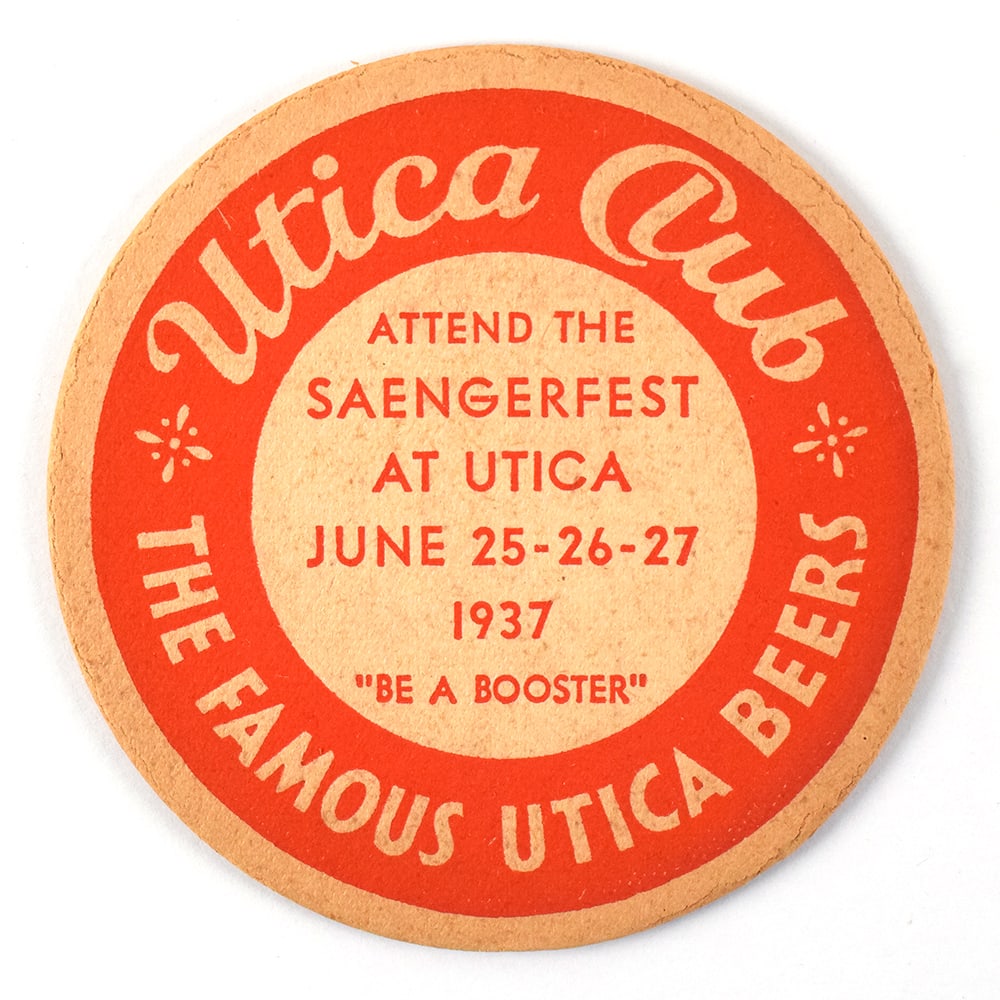 Utica Club
ATTEND THE
SAENGERFEST
AT UTICA
JUNE 25-26-27
1937
"BE A BOOSTER"
THE FAMOUS UTICA BEERS